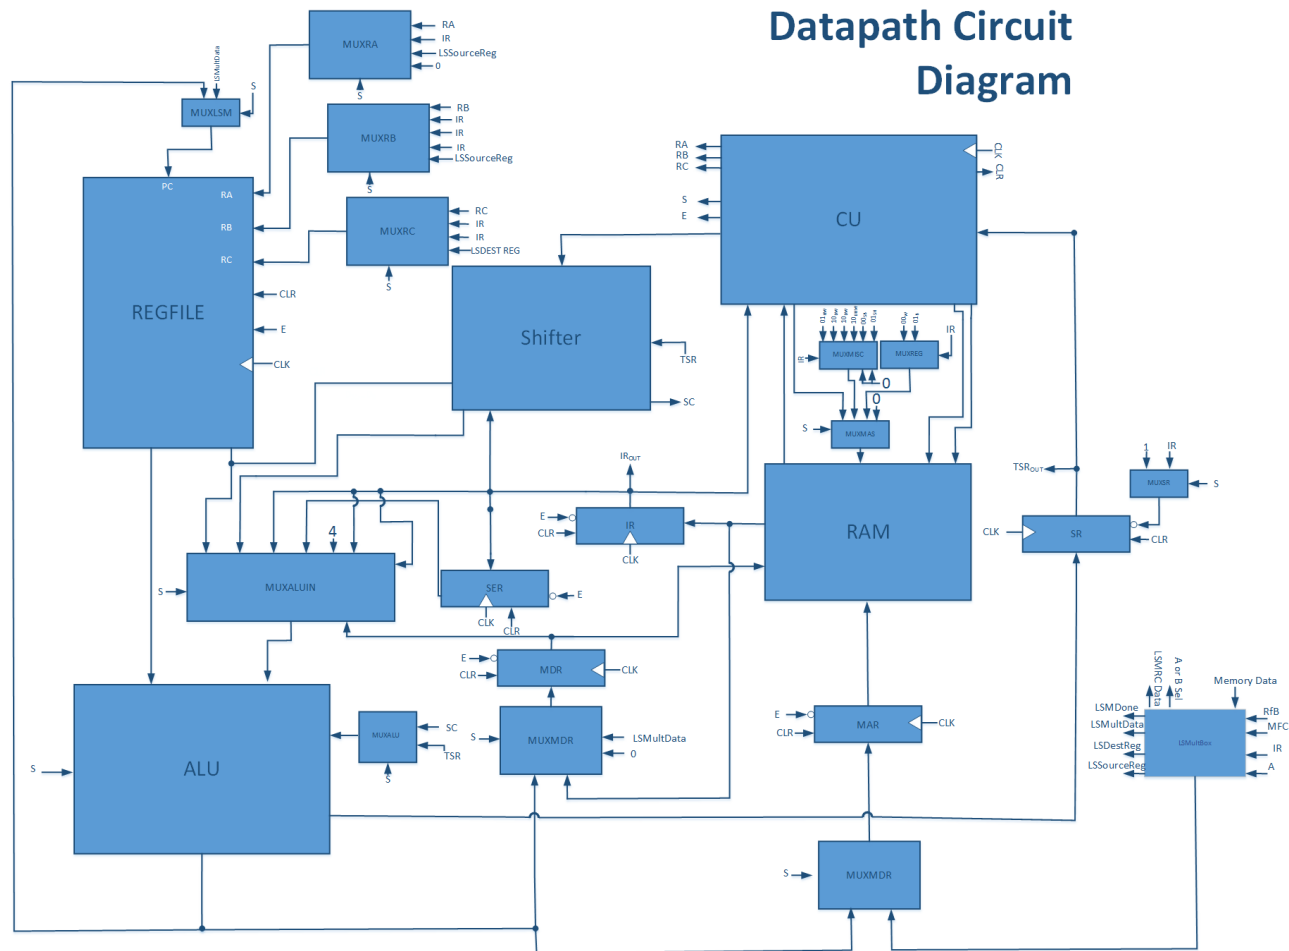 Datapath Circuit
Diagram
MUXRA
RA
IR
LSSourceReg
0
S
LSMultData
S
MUXLSM
MUXRB
RB
IR
IR
IR
LSSourceReg
S
MUXRC
RC
IR
IR
LSDEST REG
S
REGFILE
PC
RA
RB
RC
CLR
E
CLK
Shifter
TSR
SC
CU
RA
RB
RC
S
E
CLK
CLR
IR
MUXMISC
MUXREG
IR
0
0
S
MUXMAS
RAM
IR OUT
E
CLR
IR
CLK
TSR OUT
1
IR
MUXSR
S
CLK
SR
CLR
4
S
MUXALUIN
SER
E
CLK
CLR
E
CLR
MDR
CLK
S
MUXMDR
LSMultData
0
E
CLR
MAR
CLK
S
ALU
MUXALU
SC
TSR
S
S
MUXMDR
LSMRC Data
A or B Sel
Memory Data
LSMDone
LSMultData
LSDestReg
LSSourceReg
LSMultBox
RfB
MFC
IR
A